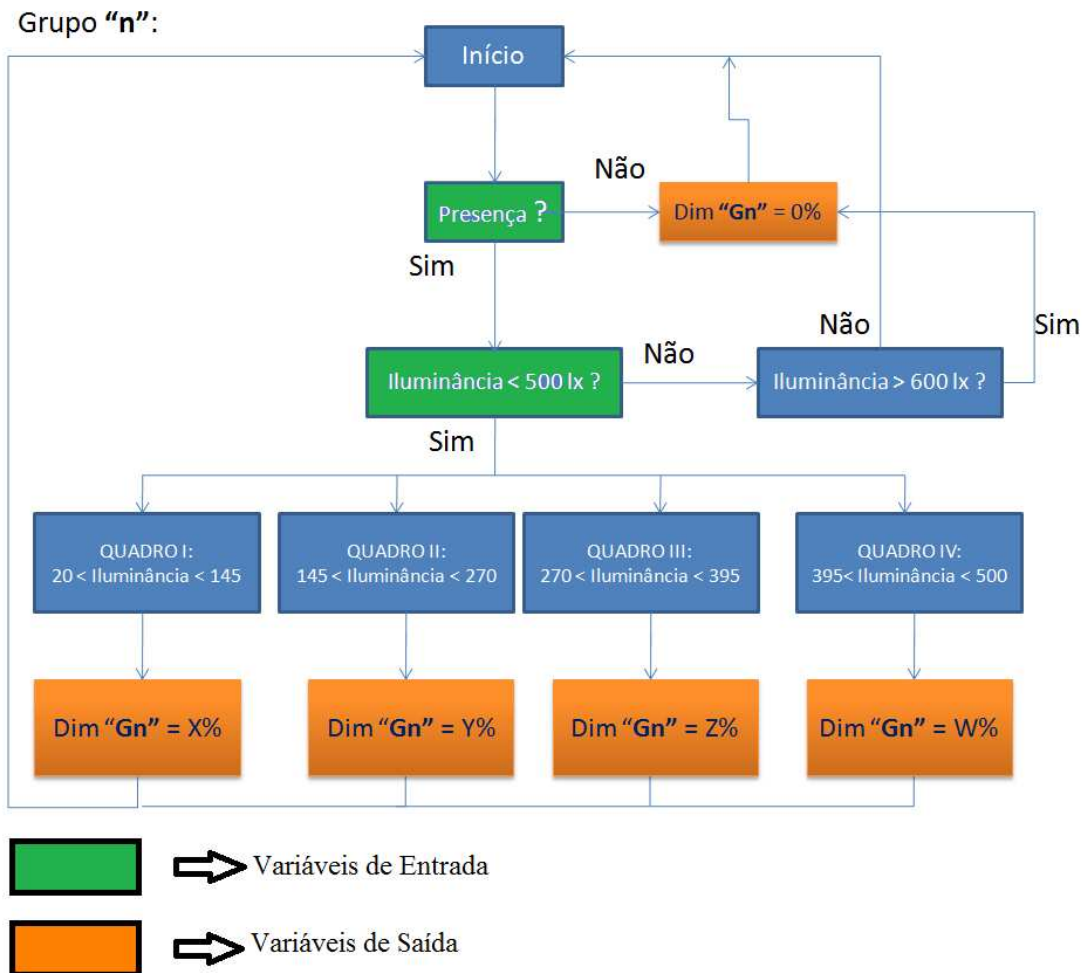 Grupo “n”:
Início
Não
Presença ?
Dim “Gn” = 0%
Sim
Não
Sim
Não
Iluminância < 500 lx ?
Iluminância > 600 lx ?
Sim
QUADRO I:
20 < Iluminância < 145
QUADRO II:
145 < Iluminância < 270
QUADRO III:
270 < Iluminância < 395
QUADRO IV:
395< Iluminância < 500
Dim “Gn” = X%
Dim “Gn” = Y%
Dim “Gn” = Z%
Dim “Gn” = W%
Variáveis de Entrada
Variáveis de Saída